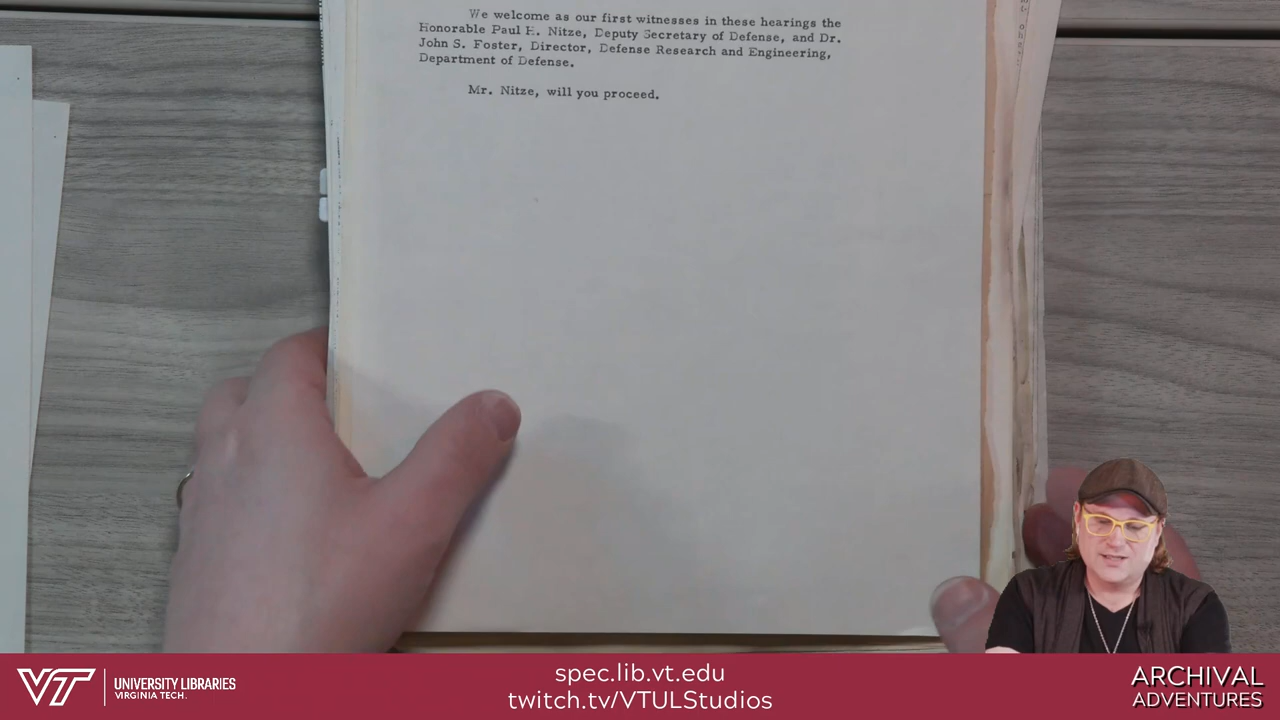 We welcome as our first witnesses in these hearings the
Honorable Paul H. Nitze, Deputy Secretary of Defense, and Dr.
John S. Foster, Director, Defense Research and Engineering,
Department of Defense.
Mr. Nitze, will you proceed.
VT
UNIVERSITY LIBRARIES
VIRGINIA TECH.
spec.lib.vt.edu
twitch.tv/VTULStudios
ARCHIVAL
ADVENTURES